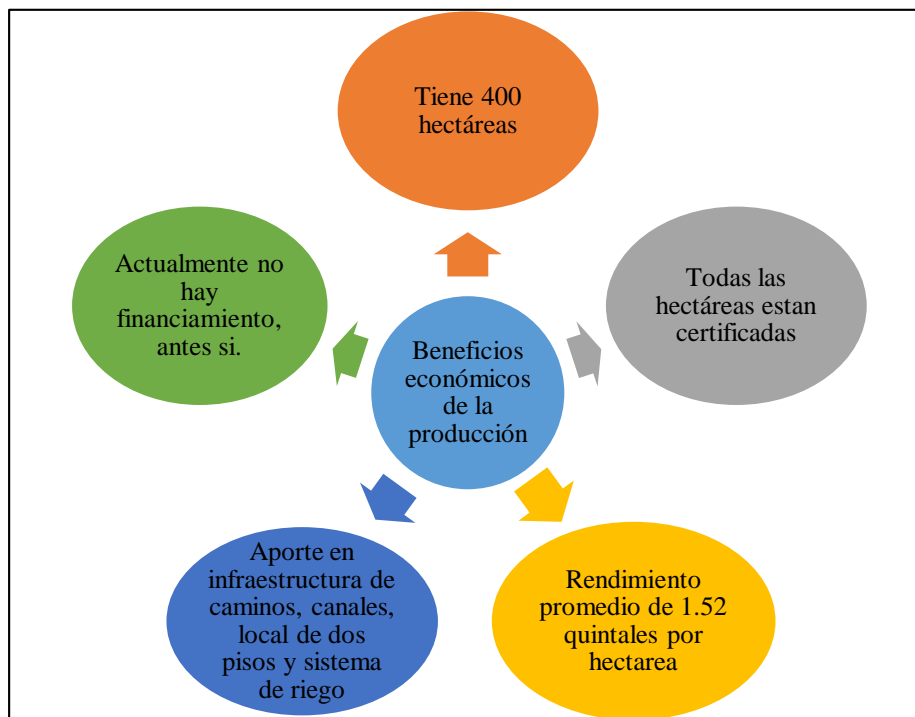 Tiene 400
hectáreas
Actualmente no
hay
financiamiento,
antes si.
Todas las
hectáreas estan
certificadas
Beneficios
económicos
de la
producción
Aporte en
infraestructura de
caminos, canales,
local de dos
pisos y sistema
de riego
Rendimiento
promedio de 1.52
quintales por
hectarea